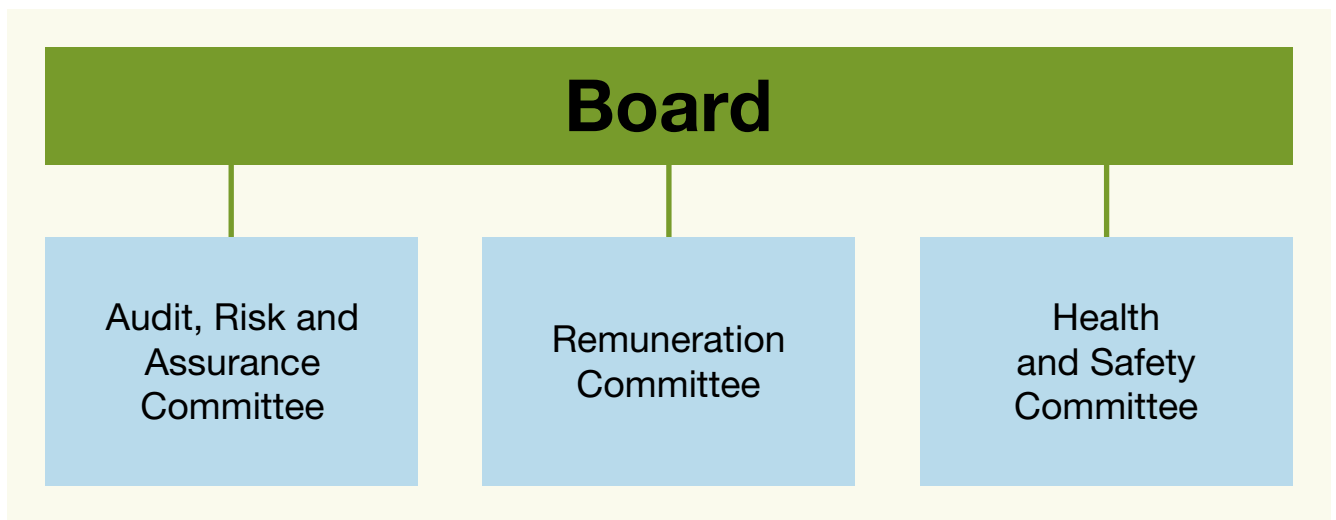 Board
Audit, Risk and
Assurance
Committee
Remuneration
Committee
Health
and Safety
Committee